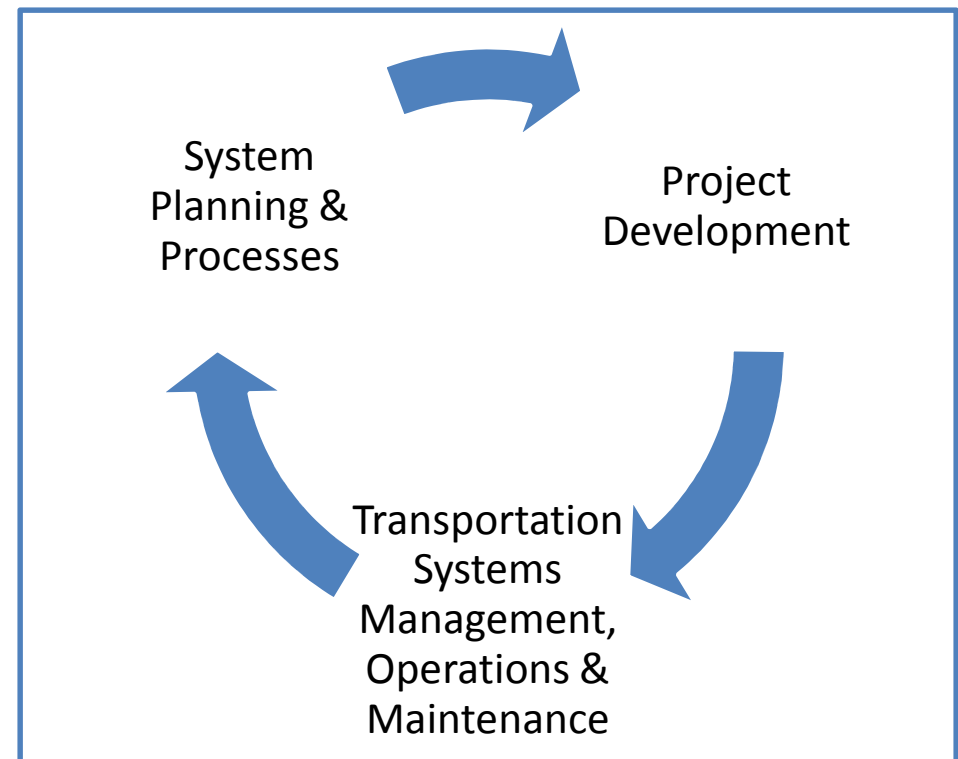 System
Planning &
Processes
Project
Development
Transportation
Systems
Management,
Operations &
Maintenance